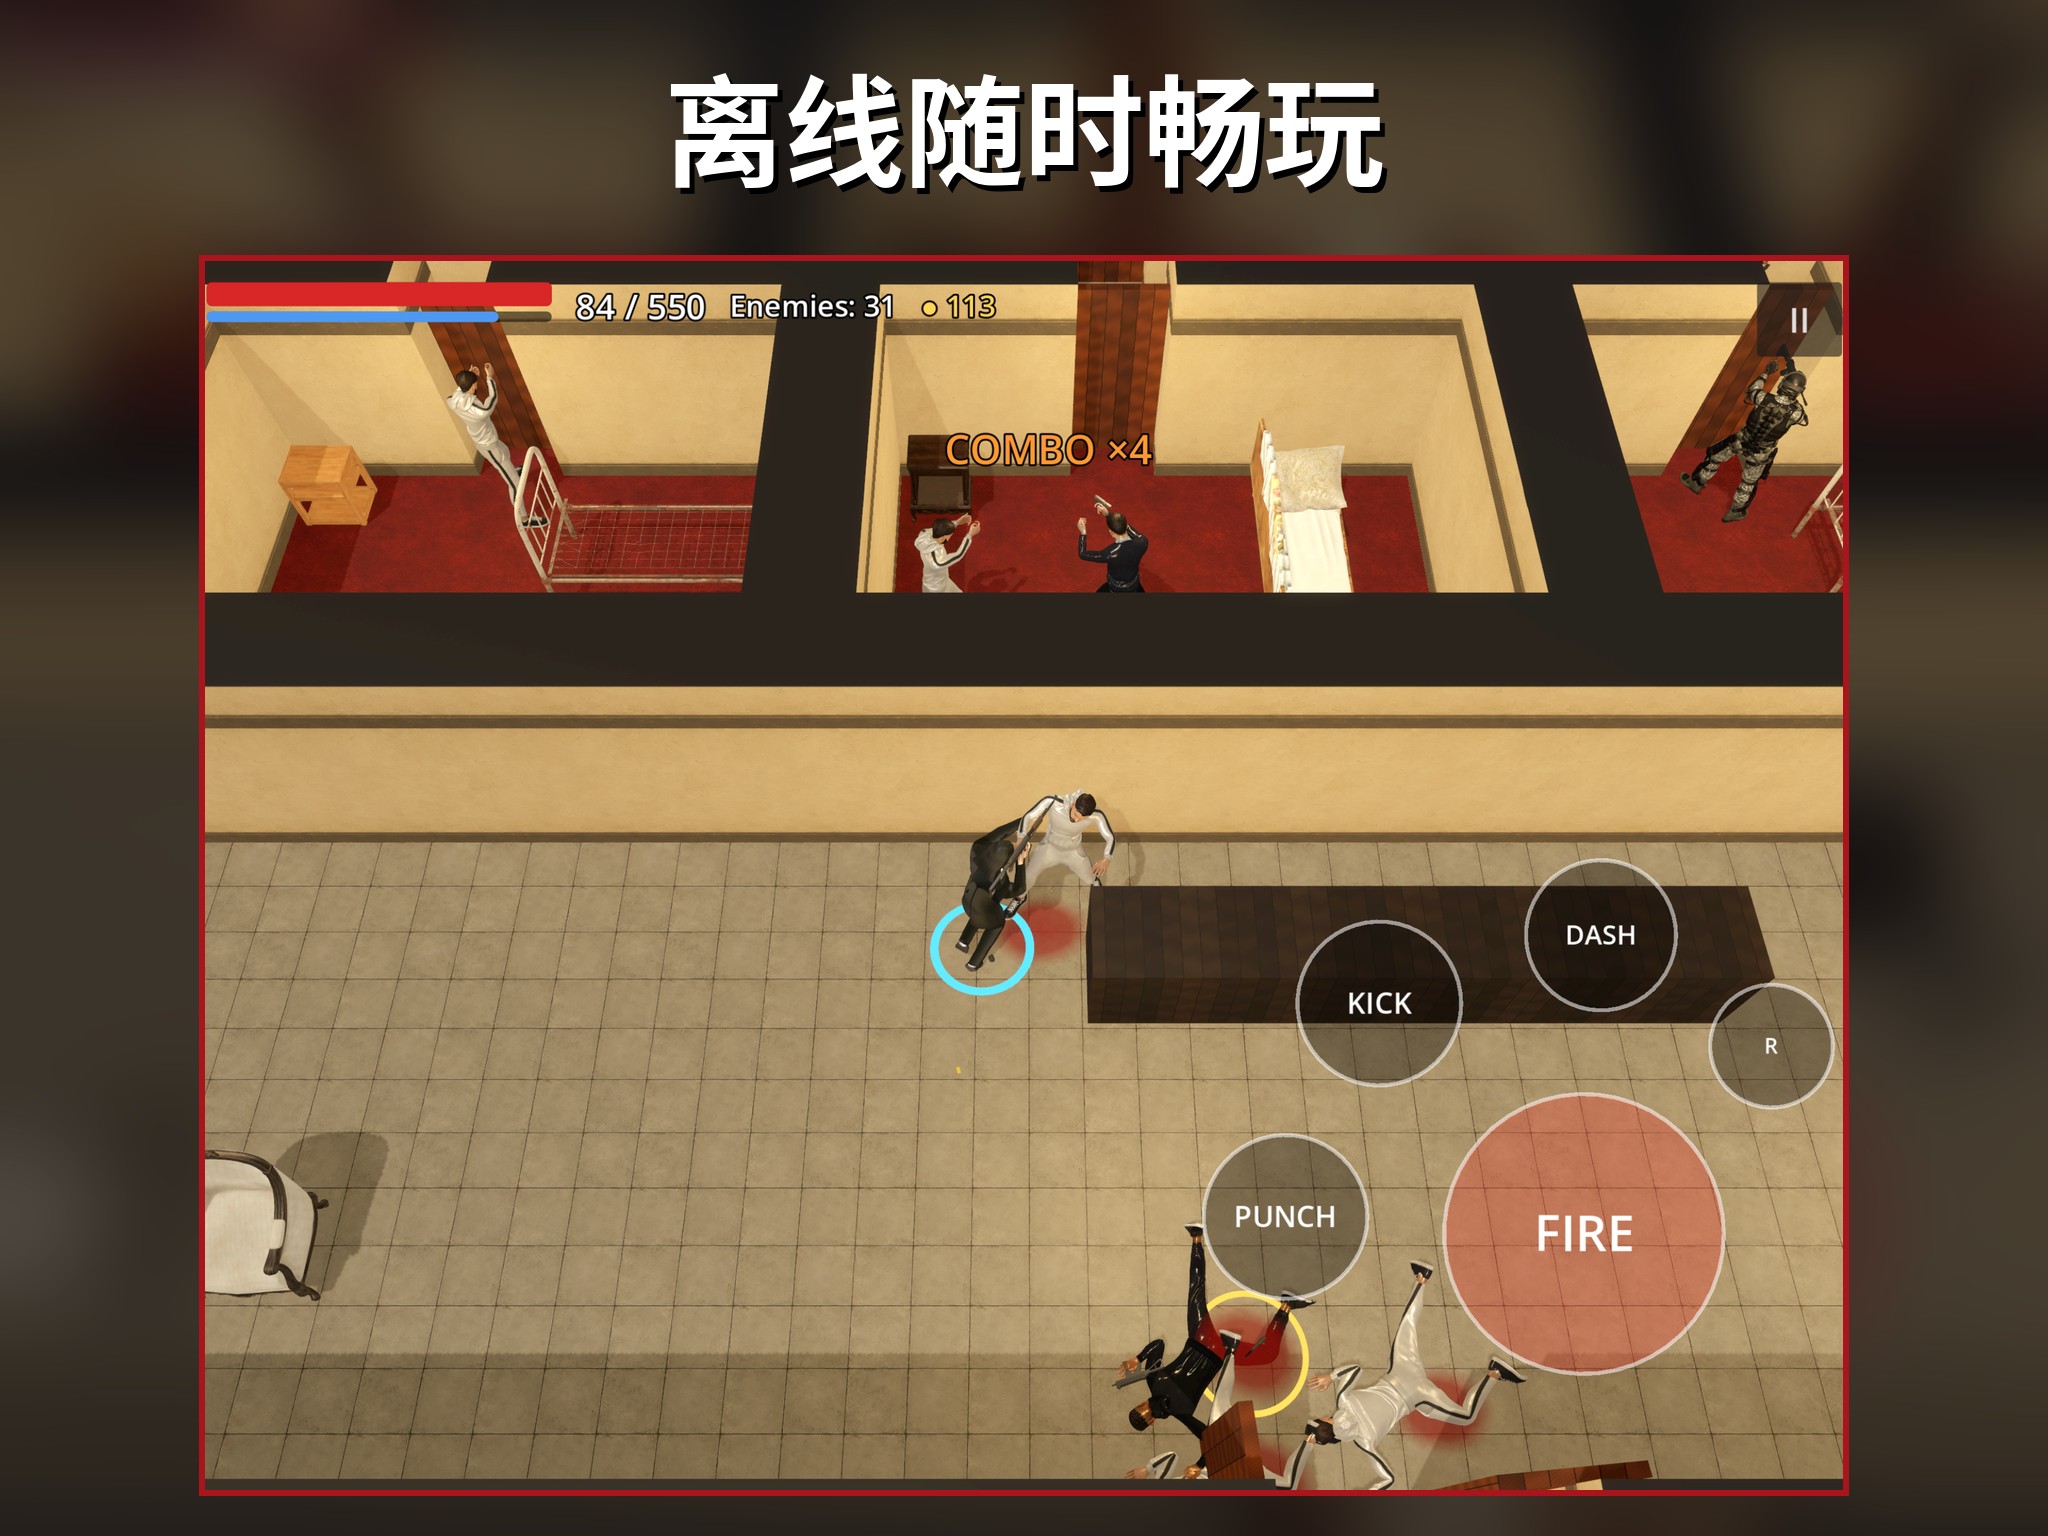 离线随时畅玩
84 / 550 Enemies: 31 113
COMBO ×4
DASH
KICK
R
PUNCH
FIRE